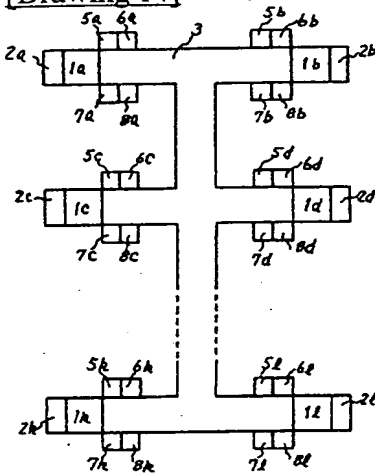 [Drawing 1]
5a 6a 3 5b 6b
2a 1a 1b 2b
7a 8a 7b 8b
5c 6c 5d 6d
2c 1c 1d 2d
7c 8c 7d 8d
5k 6k 5l 6l
2k 1k 1l 2l
7k 8k 7l 8l